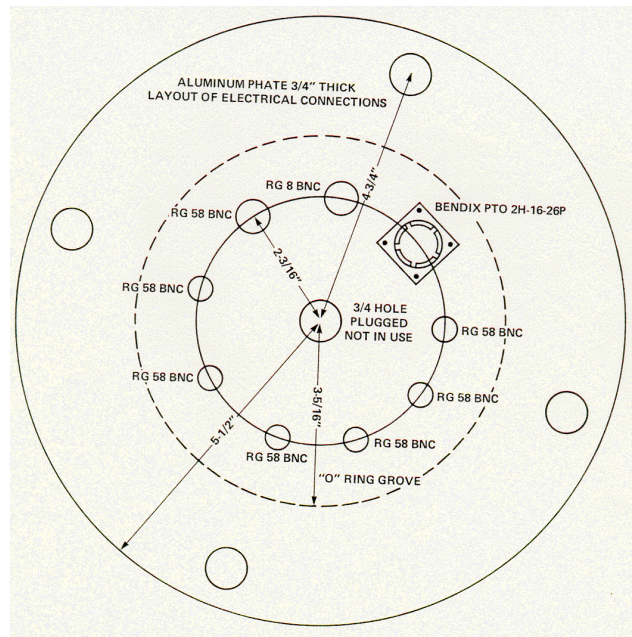 ALUMINUM PHATE 3/4" THICK
LAYOUT OF ELECTRICAL CONNECTIONS
4-3/4"
RG 8 BNC
RG 58 BNC
BENDIX PTO 2H-16-26P
2-3/16"
RG 58 BNC
3/4 HOLE
PLUGGED
NOT IN USE
RG 58 BNC
RG 58 BNC
3-5/16"
RG 58 BNC
5-1/2"
RG 58 BNC
RG 58 BNC
"O" RING GROVE